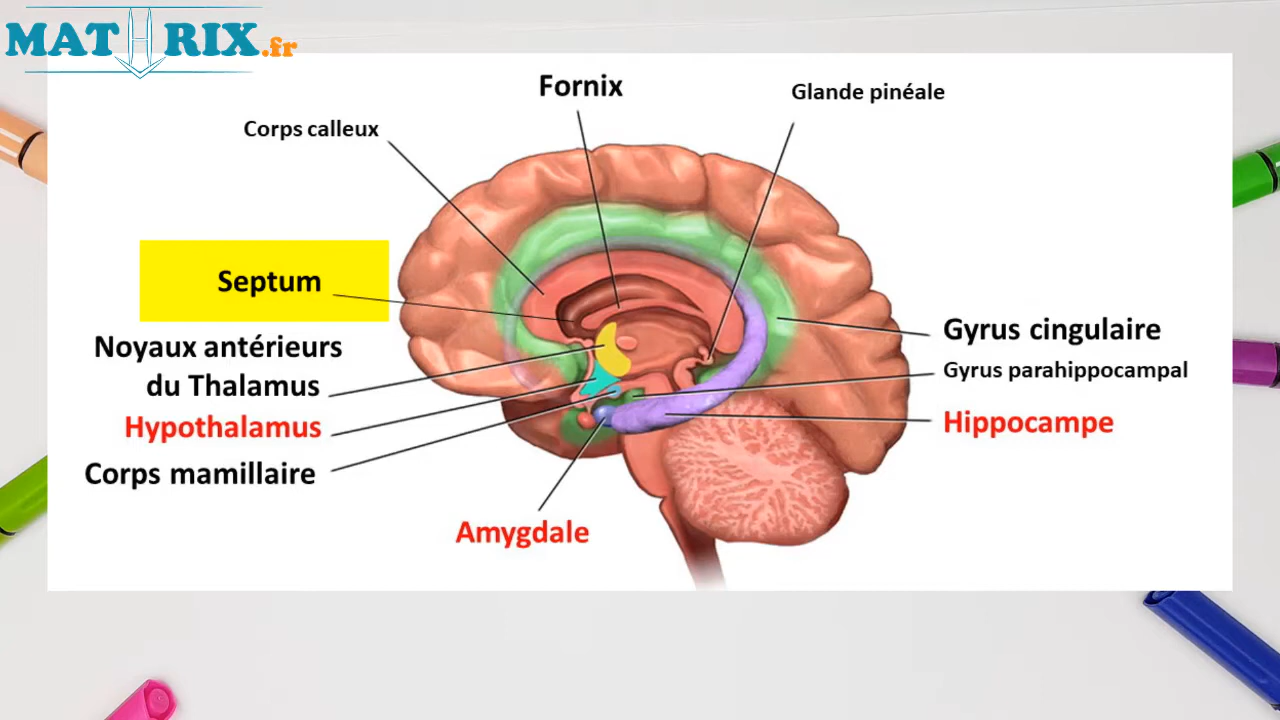 MATHRIX.fr
Fornix
Glande pinéale
Corps calleux
Septum
Noyaux antérieurs
du Thalamus
Hypothalamus
Corps mamillaire
Amygdale
Gyrus cingulaire
Gyrus parahippocampal
Hippocampe